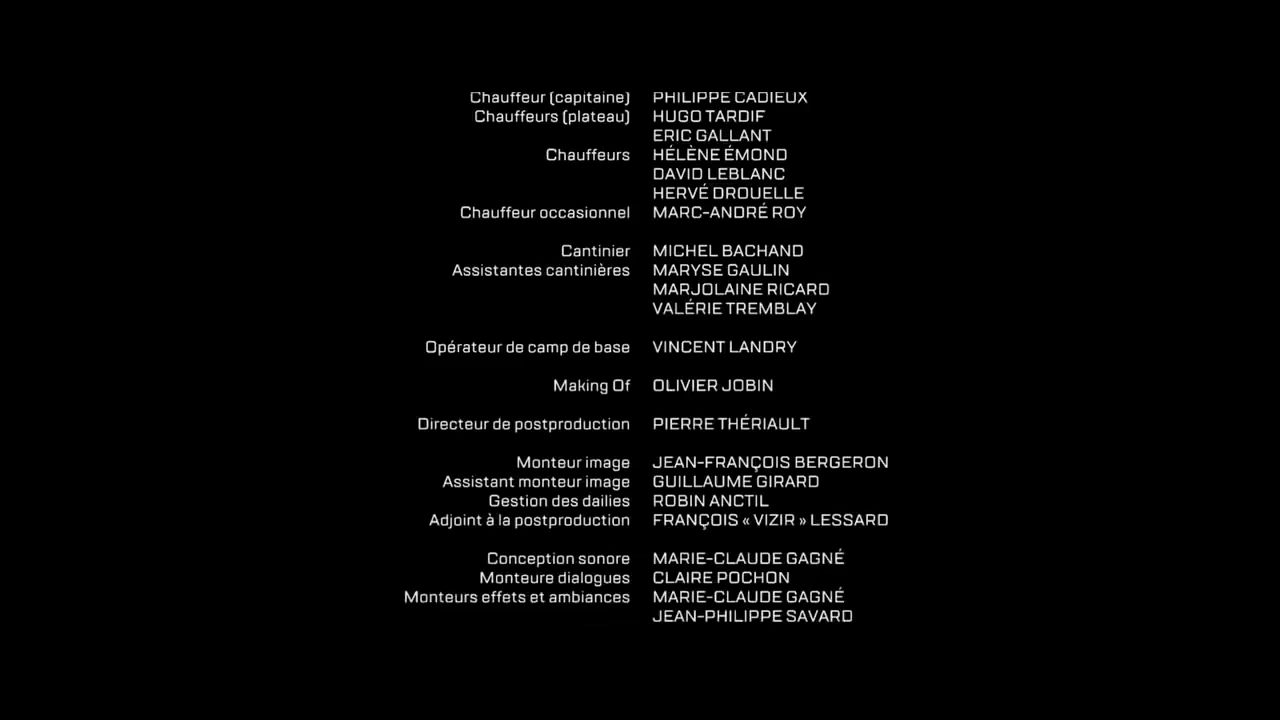 Chauffeur (capitaine) PHILIPPE CADIEUX
Chauffeurs (plateau) HUGO TARDIF
ERIC GALLANT
Chauffeurs HÉLÈNE ÉMOND
DAVID LEBLANC
HERVÉ DROUELLE
Chauffeur occasionnel MARC-ANDRÉ ROY
Cantinier MICHEL BACHAND
Assistantes cantinières MARYSE GAULIN
MARJOLAINE RICARD
VALÉRIE TREMBLAY
Opérateur de camp de base VINCENT LANDRY
Making Of OLIVIER JOBIN
Directeur de postproduction PIERRE THÉRIAULT
Monteur image JEAN-FRANÇOIS BERGERON
Assistant monteur image GUILLAUME GIRARD
Gestion des dailies ROBIN ANCTIL
Adjoint à la postproduction FRANÇOIS « VIZIR » LESSARD
Conception sonore MARIE-CLAUDE GAGNÉ
Monteure dialogues CLAIRE POCHON
Monteurs effets et ambiances MARIE-CLAUDE GAGNÉ
JEAN-PHILIPPE SAVARD